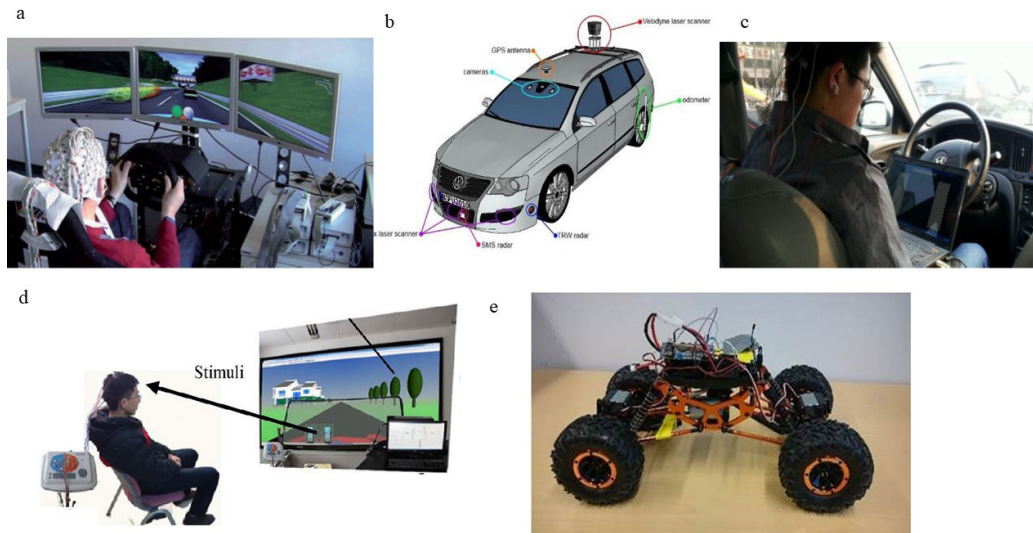 a
b
c
Velodyne laser scanner
GPS antenna
cameras
odometer
x laser scanner
SMS radar
TRW radar
d
e
Stimuli